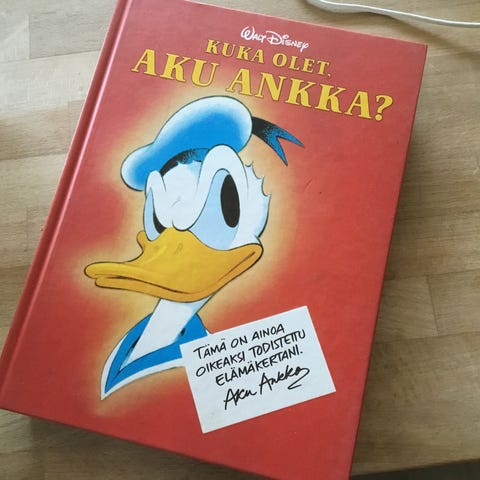 Walt Disney
KUKA OLET,
AKU ANKKA?
TÄMÄ ON AINOA
OIKEAKSI TODISTETTU
ELÄMÄKERTANI.
Aku Ankka